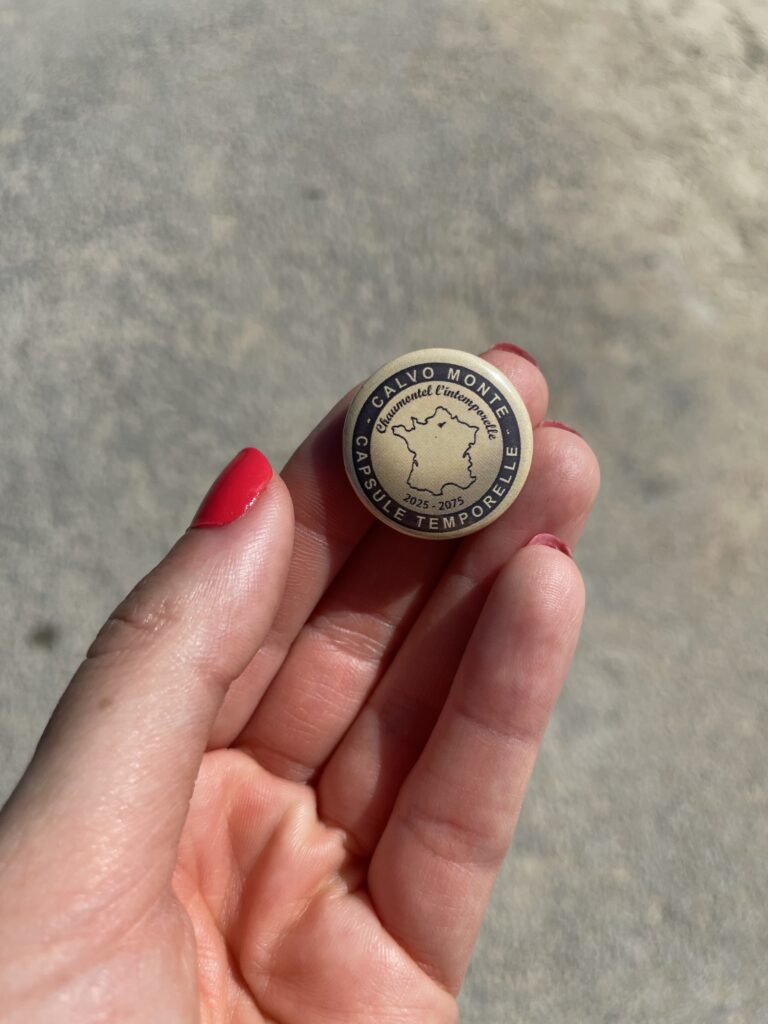 - CALVO MONTE -
Chaumontel l'intemporelle
2025 - 2075
CAPSULE TEMPORELLE